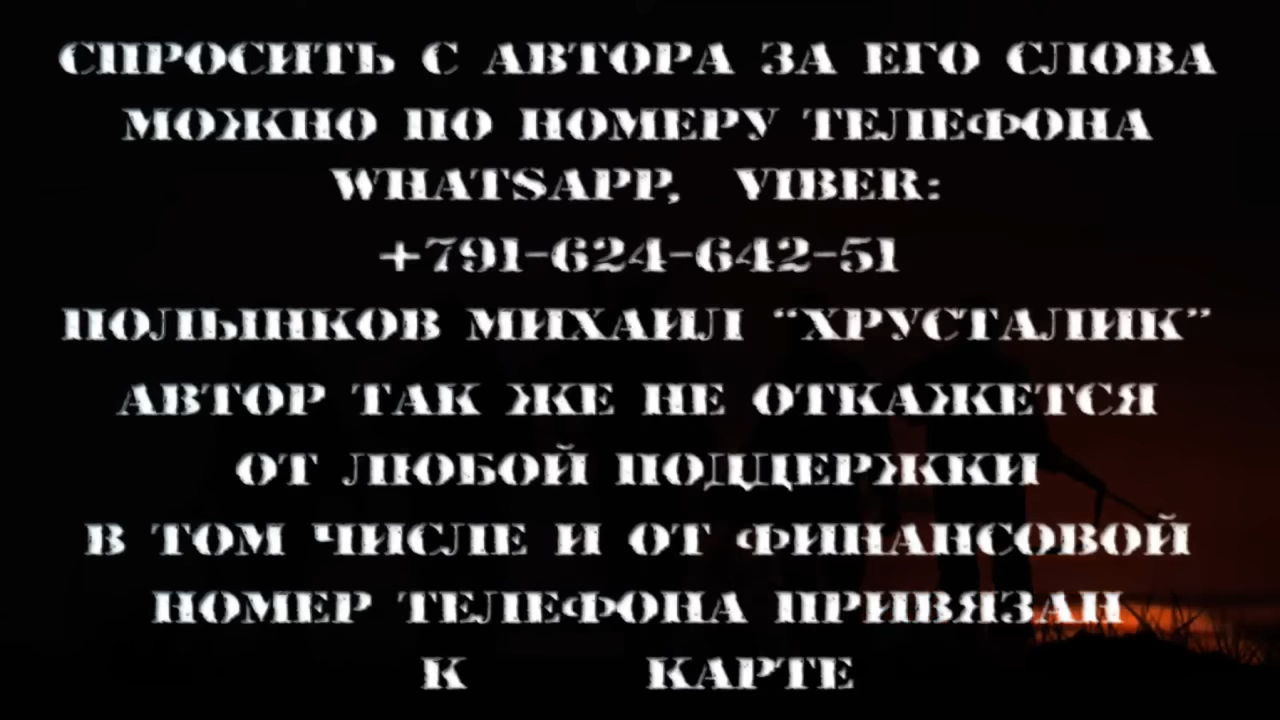 СПРОСИТЬ С АВТОРА ЗА ЕГО СЛОВА
МОЖНО ПО НОМЕРУ ТЕЛЕФОНА
WHATSAPP, VIBER:
+791-624-642-51
ПОЛЫНКОВ МИХАИЛ “ХРУСТАЛИК”
АВТОР ТАК ЖЕ НЕ ОТКАЖЕТСЯ
ОТ ЛЮБОЙ ПОДДЕРЖКИ
В ТОМ ЧИСЛЕ И ОТ ФИНАНСОВОЙ
НОМЕР ТЕЛЕФОНА ПРИВЯЗАН
К КАРТЕ